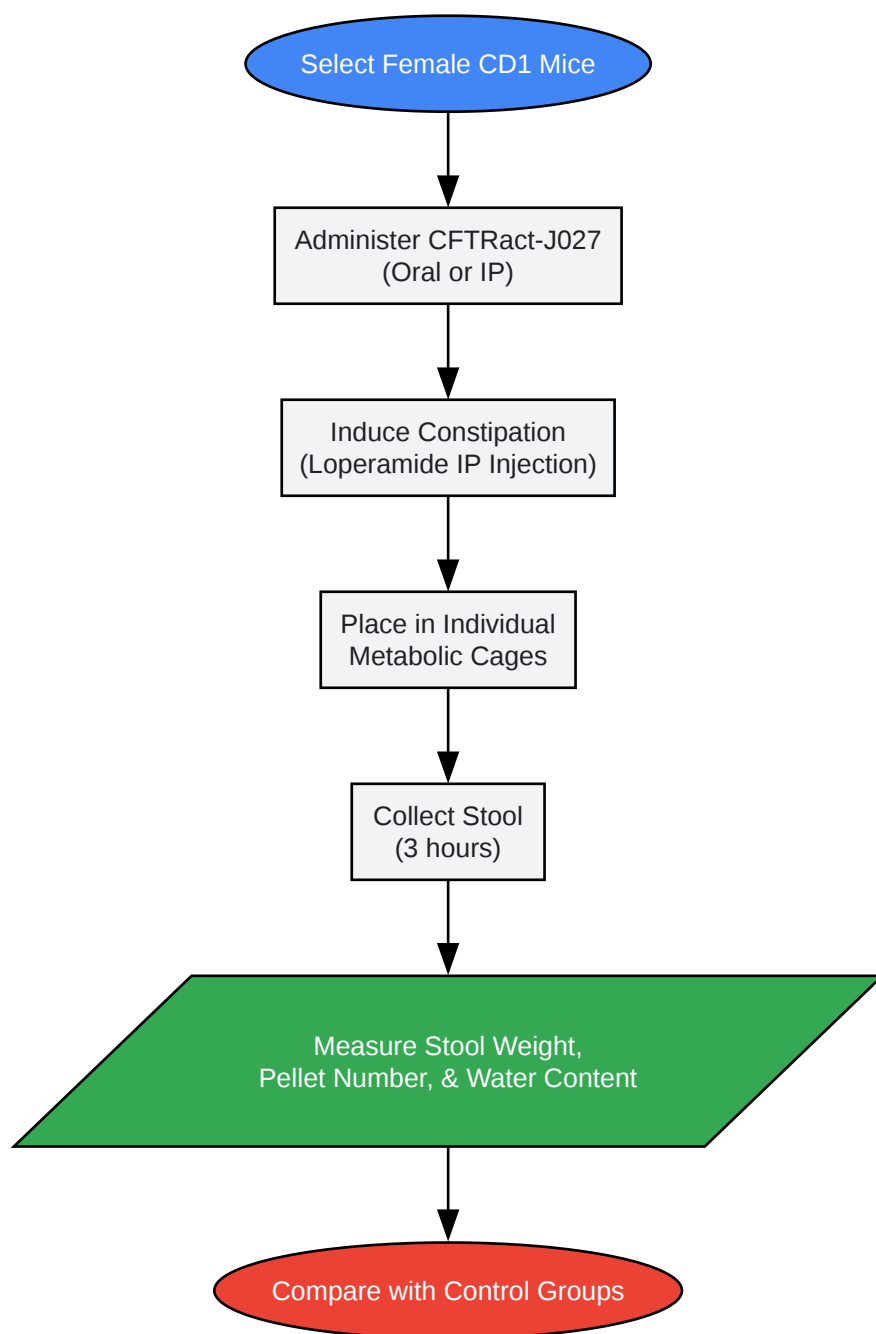 Select Female CD1 Mice
Administer CFTRact-J027
(Oral or IP)
Induce Constipation
(Loperamide IP Injection)
Place in Individual
Metabolic Cages
Collect Stool
(3 hours)
Measure Stool Weight,
Pellet Number, & Water Content
Compare with Control Groups